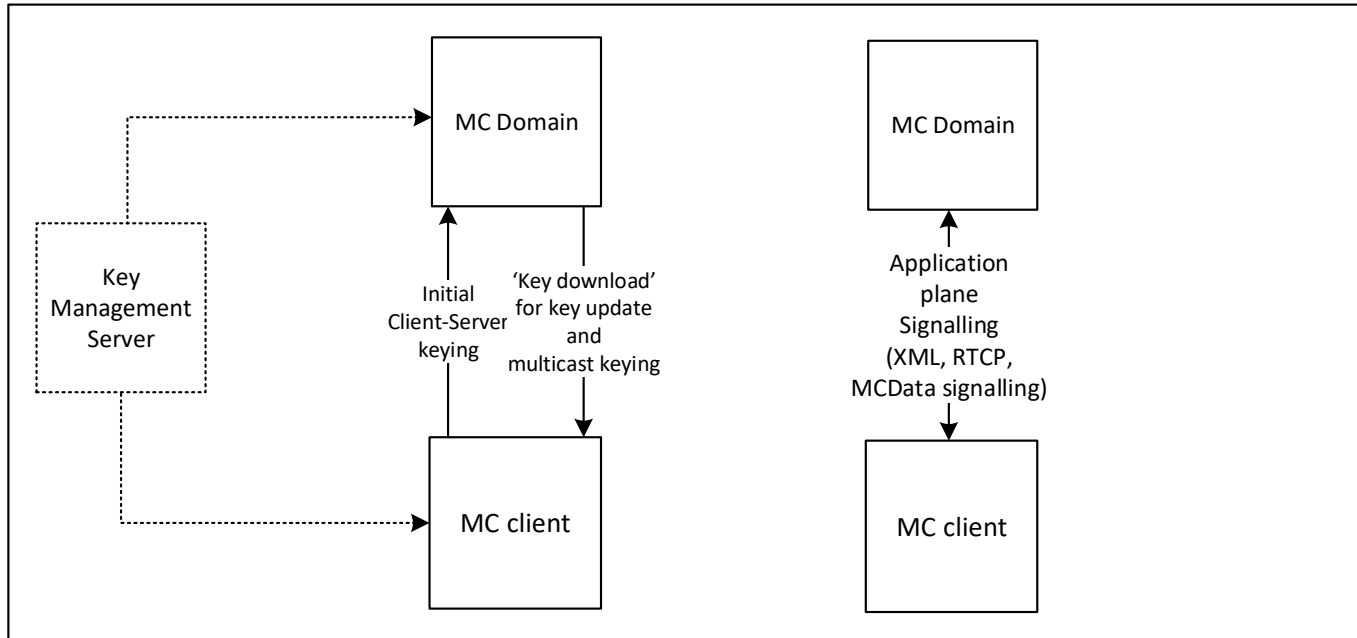 MC Domain
Key
Management
Server
Initial
Client-Server
keying
‘Key download’
for key update
and
multicast keying
MC client
MC Domain
Application
plane
Signalling
(XML, RTCP,
MCData signalling)
MC client